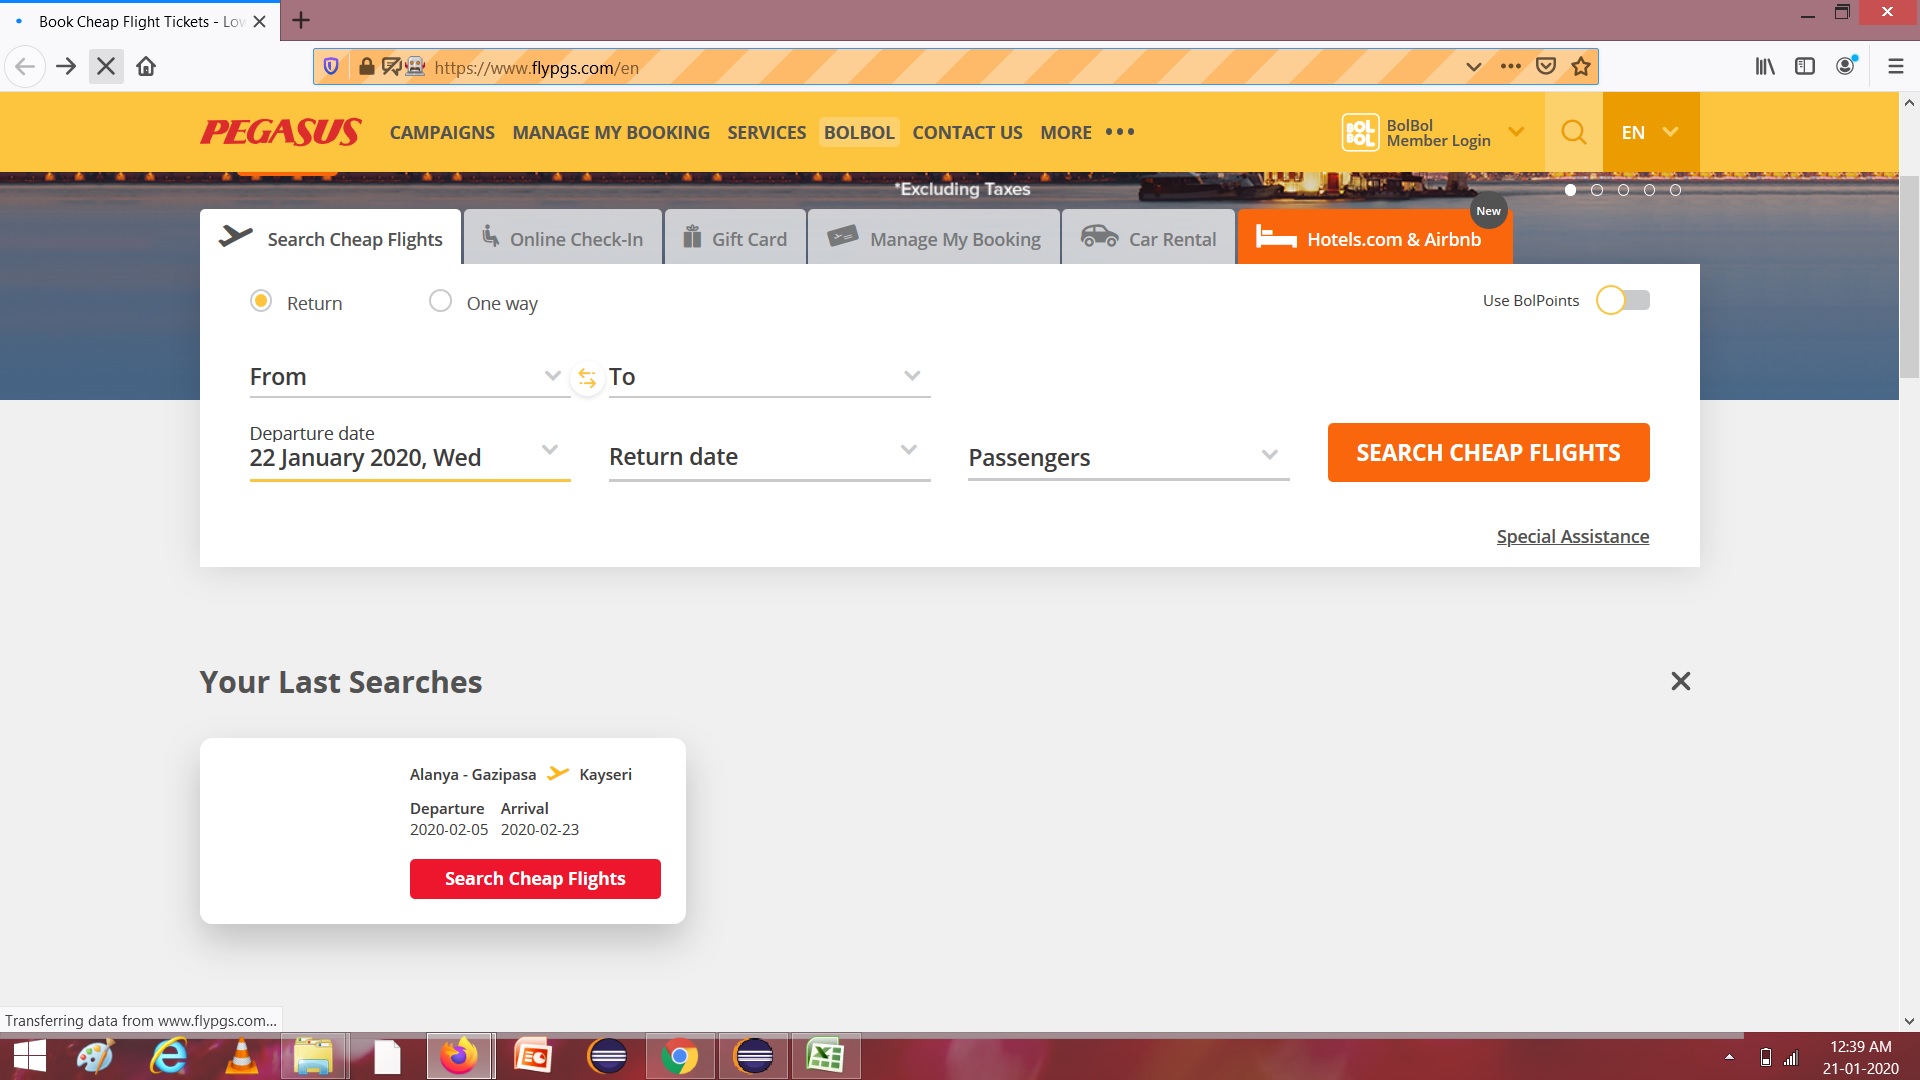 Book Cheap Flight Tickets - Low
https://www.flypgs.com/en
PEGASUS
CAMPAIGNS
MANAGE MY BOOKING
SERVICES
BOLBOL
CONTACT US
MORE
BOL BOL
BolBol
Member Login
EN
*Excluding Taxes
New
Search Cheap Flights
Online Check-In
Gift Card
Manage My Booking
Car Rental
Hotels.com & Airbnb
Return
One way
Use BolPoints
From
To
Departure date
22 January 2020, Wed
Return date
Passengers
SEARCH CHEAP FLIGHTS
Special Assistance
Your Last Searches
Alanya - Gazipasa
Kayseri
Departure
Arrival
2020-02-05
2020-02-23
Search Cheap Flights
Transferring data from www.flypgs.com...
12:39 AM
21-01-2020